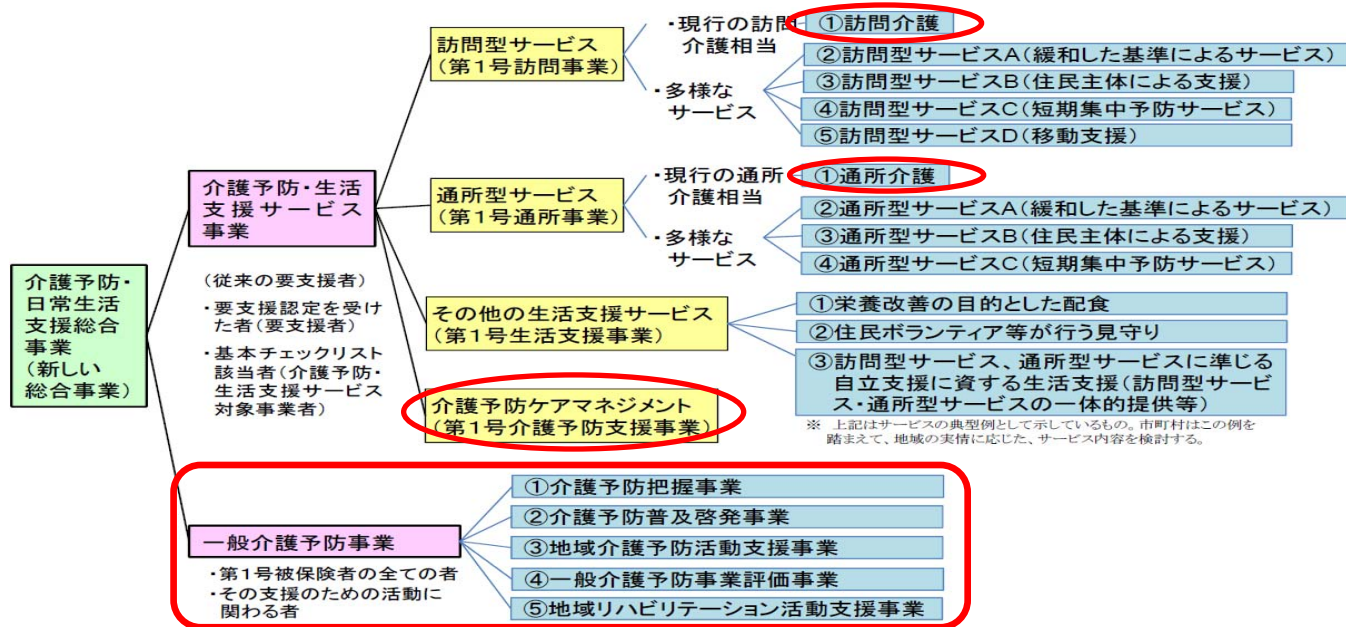 介護予防・
日常生活
支援総合
事業
(新しい
総合事業)
介護予防・生活
支援サービス
事業
(従来の要支援者)
・要支援認定を受け
た者(要支援者)
・基本チェックリスト
該当者(介護予防・
生活支援サービス
対象事業者)
訪問型サービス
(第1号訪問事業)
・現行の訪問
介護相当
①訪問介護
・多様な
サービス
②訪問型サービスA(緩和した基準によるサービス)
③訪問型サービスB(住民主体による支援)
④訪問型サービスC(短期集中予防サービス)
⑤訪問型サービスD(移動支援)
通所型サービス
(第1号通所事業)
・現行の通所
介護相当
①通所介護
・多様な
サービス
②通所型サービスA(緩和した基準によるサービス)
③通所型サービスB(住民主体による支援)
④通所型サービスC(短期集中予防サービス)
その他の生活支援サービス
(第1号生活支援事業)
①栄養改善の目的とした配食
②住民ボランティア等が行う見守り
③訪問型サービス、通所型サービスに準じる
自立支援に資する生活支援(訪問型サービ
ス・通所型サービスの一体的提供等)
※ 上記はサービスの典型例として示しているもの。市町村はこの例を
踏まえて、地域の実情に応じた、サービス内容を検討する。
介護予防ケアマネジメント
(第1号介護予防支援事業)
一般介護予防事業
・第1号被保険者の全ての者
・その支援のための活動に
関わる者
①介護予防把握事業
②介護予防普及啓発事業
③地域介護予防活動支援事業
④一般介護予防事業評価事業
⑤地域リハビリテーション活動支援事業